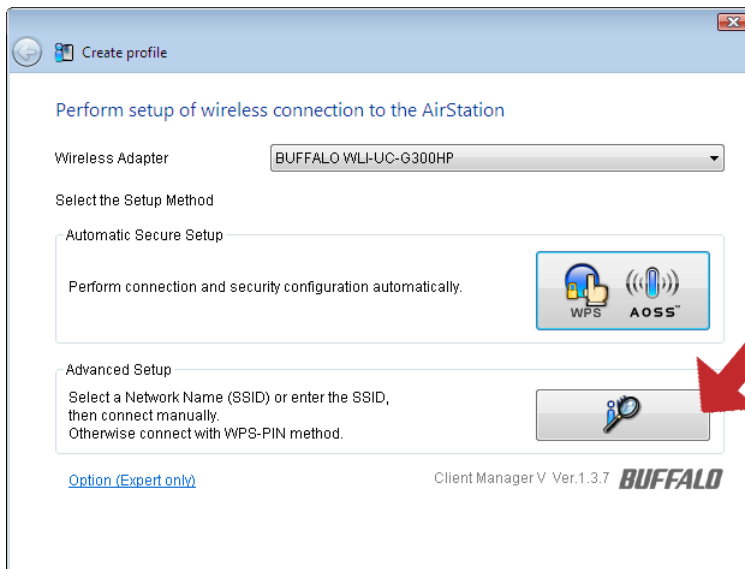 Create profile
Perform setup of wireless connection to the AirStation
Wireless Adapter
BUFFALO WLI-UC-G300HP
Select the Setup Method
Automatic Secure Setup
Perform connection and security configuration automatically.
WPS AOSS™
Advanced Setup
Select a Network Name (SSID) or enter the SSID,
then connect manually.
Otherwise connect with WPS-PIN method.
Option (Expert only)
Client Manager V Ver.1.3.7 BUFFALO